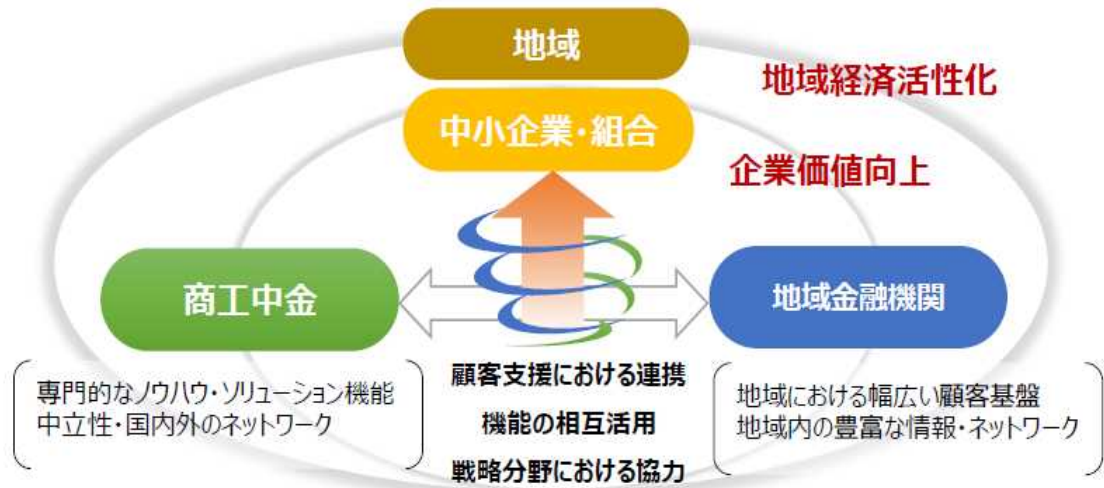 地域
地域経済活性化
中小企業・組合
企業価値向上
商工中金
地域金融機関
専門的なノウハウ・ソリューション機能
中立性・国内外のネットワーク
顧客支援における連携
機能の相互活用
戦略分野における協力
地域における幅広い顧客基盤
地域内の豊富な情報・ネットワーク